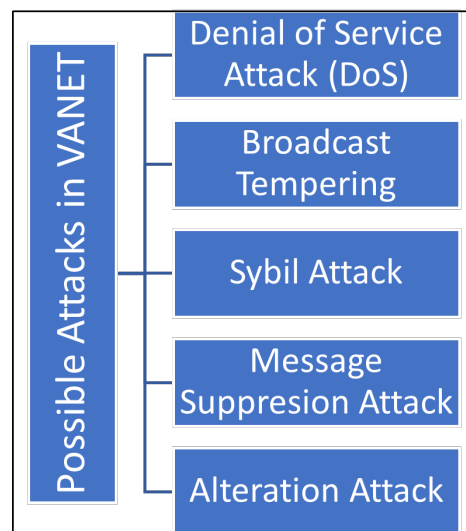 Possible Attacks in VANET
Denial of Service
Attack (DoS)
Broadcast
Tempering
Sybil Attack
Message
Suppresion Attack
Alteration Attack